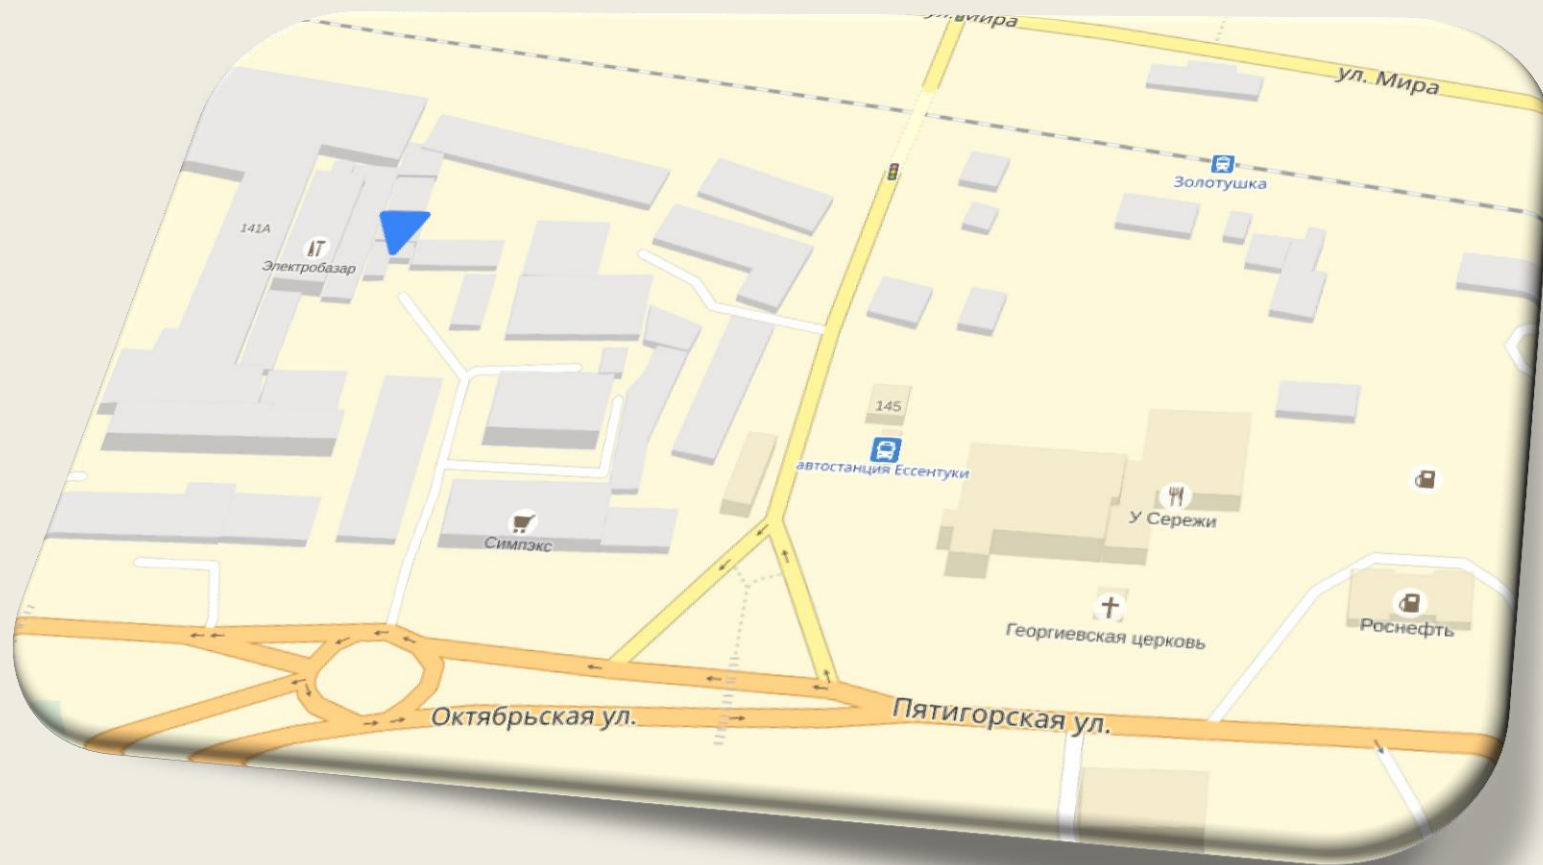 ул. Мира
ул. Мира
Золотушка
141А
Электробазар
145
автостанция Ессентуки
У Сережи
Симпэкс
Георгиевская церковь
Роснефть
Октябрьская ул.
Пятигорская ул.